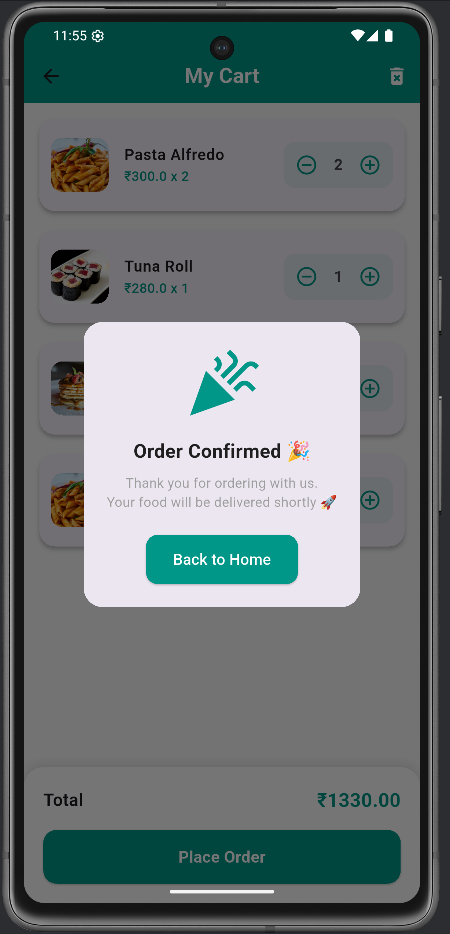 11:55
My Cart
Pasta Alfredo
₹300.0 x 2
2
Tuna Roll
₹280.0 x 1
1
Order Confirmed 🎉
Thank you for ordering with us.
Your food will be delivered shortly 🚀
Back to Home
Total
₹1330.00
Place Order